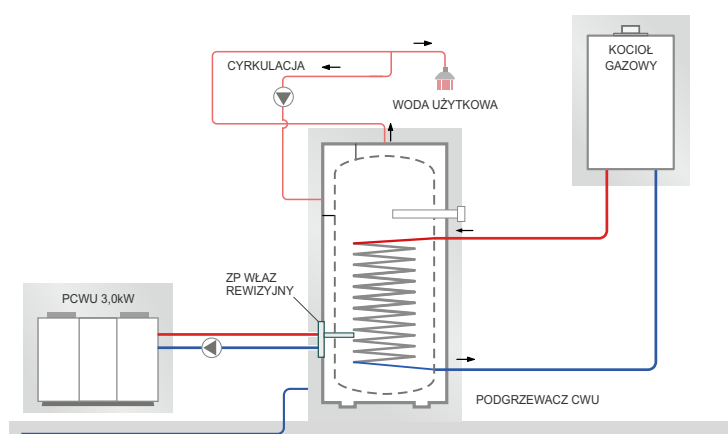 CYRKULACJA
WODA UŻYTKOWA
KOCIOŁ
GAZOWY
ZP WŁAZ
REWIZYJNY
PCWU 3,0kW
PODGRZEWACZ CWU